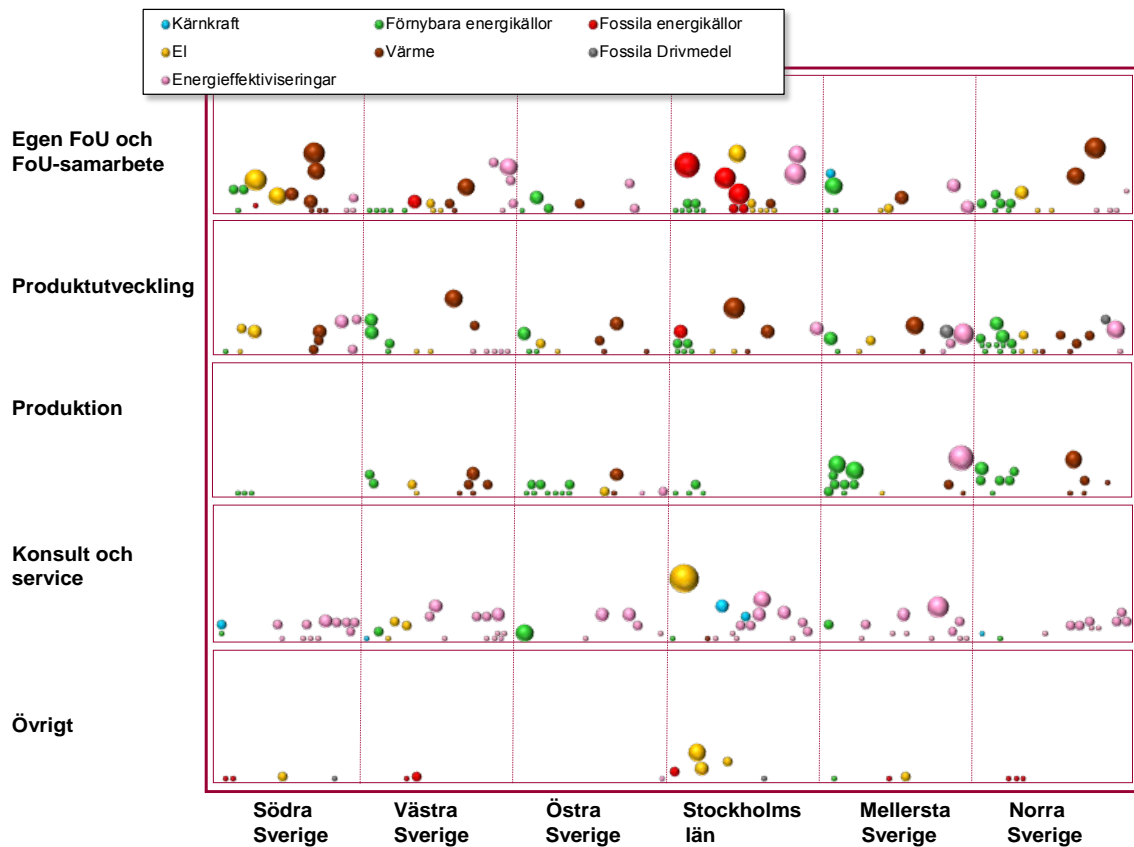 Kärnkraft
Förnybara energikällor
Fossila energikällor
El
Värme
Fossila Drivmedel
Energieffektiviseringar
Egen FoU och
FoU-samarbete
Produktutveckling
Produktion
Konsult och
service
Övrigt
Södra
Sverige
Västra
Sverige
Östra
Sverige
Stockholms
län
Mellersta
Sverige
Norra
Sverige